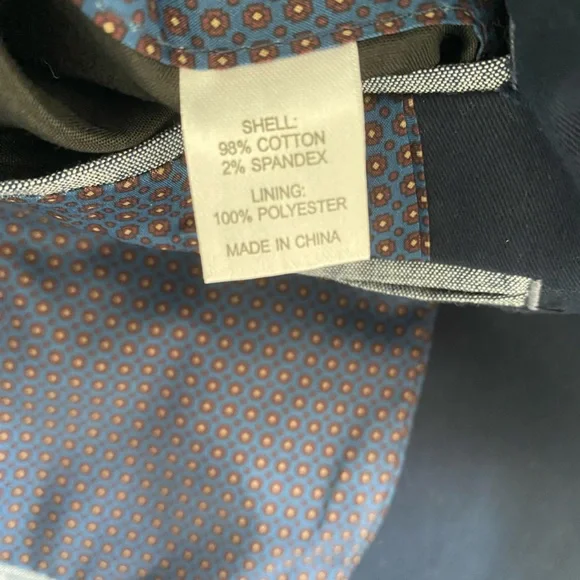 SHELL:
98% COTTON
2% SPANDEX
LINING:
100% POLYESTER
MADE IN CHINA